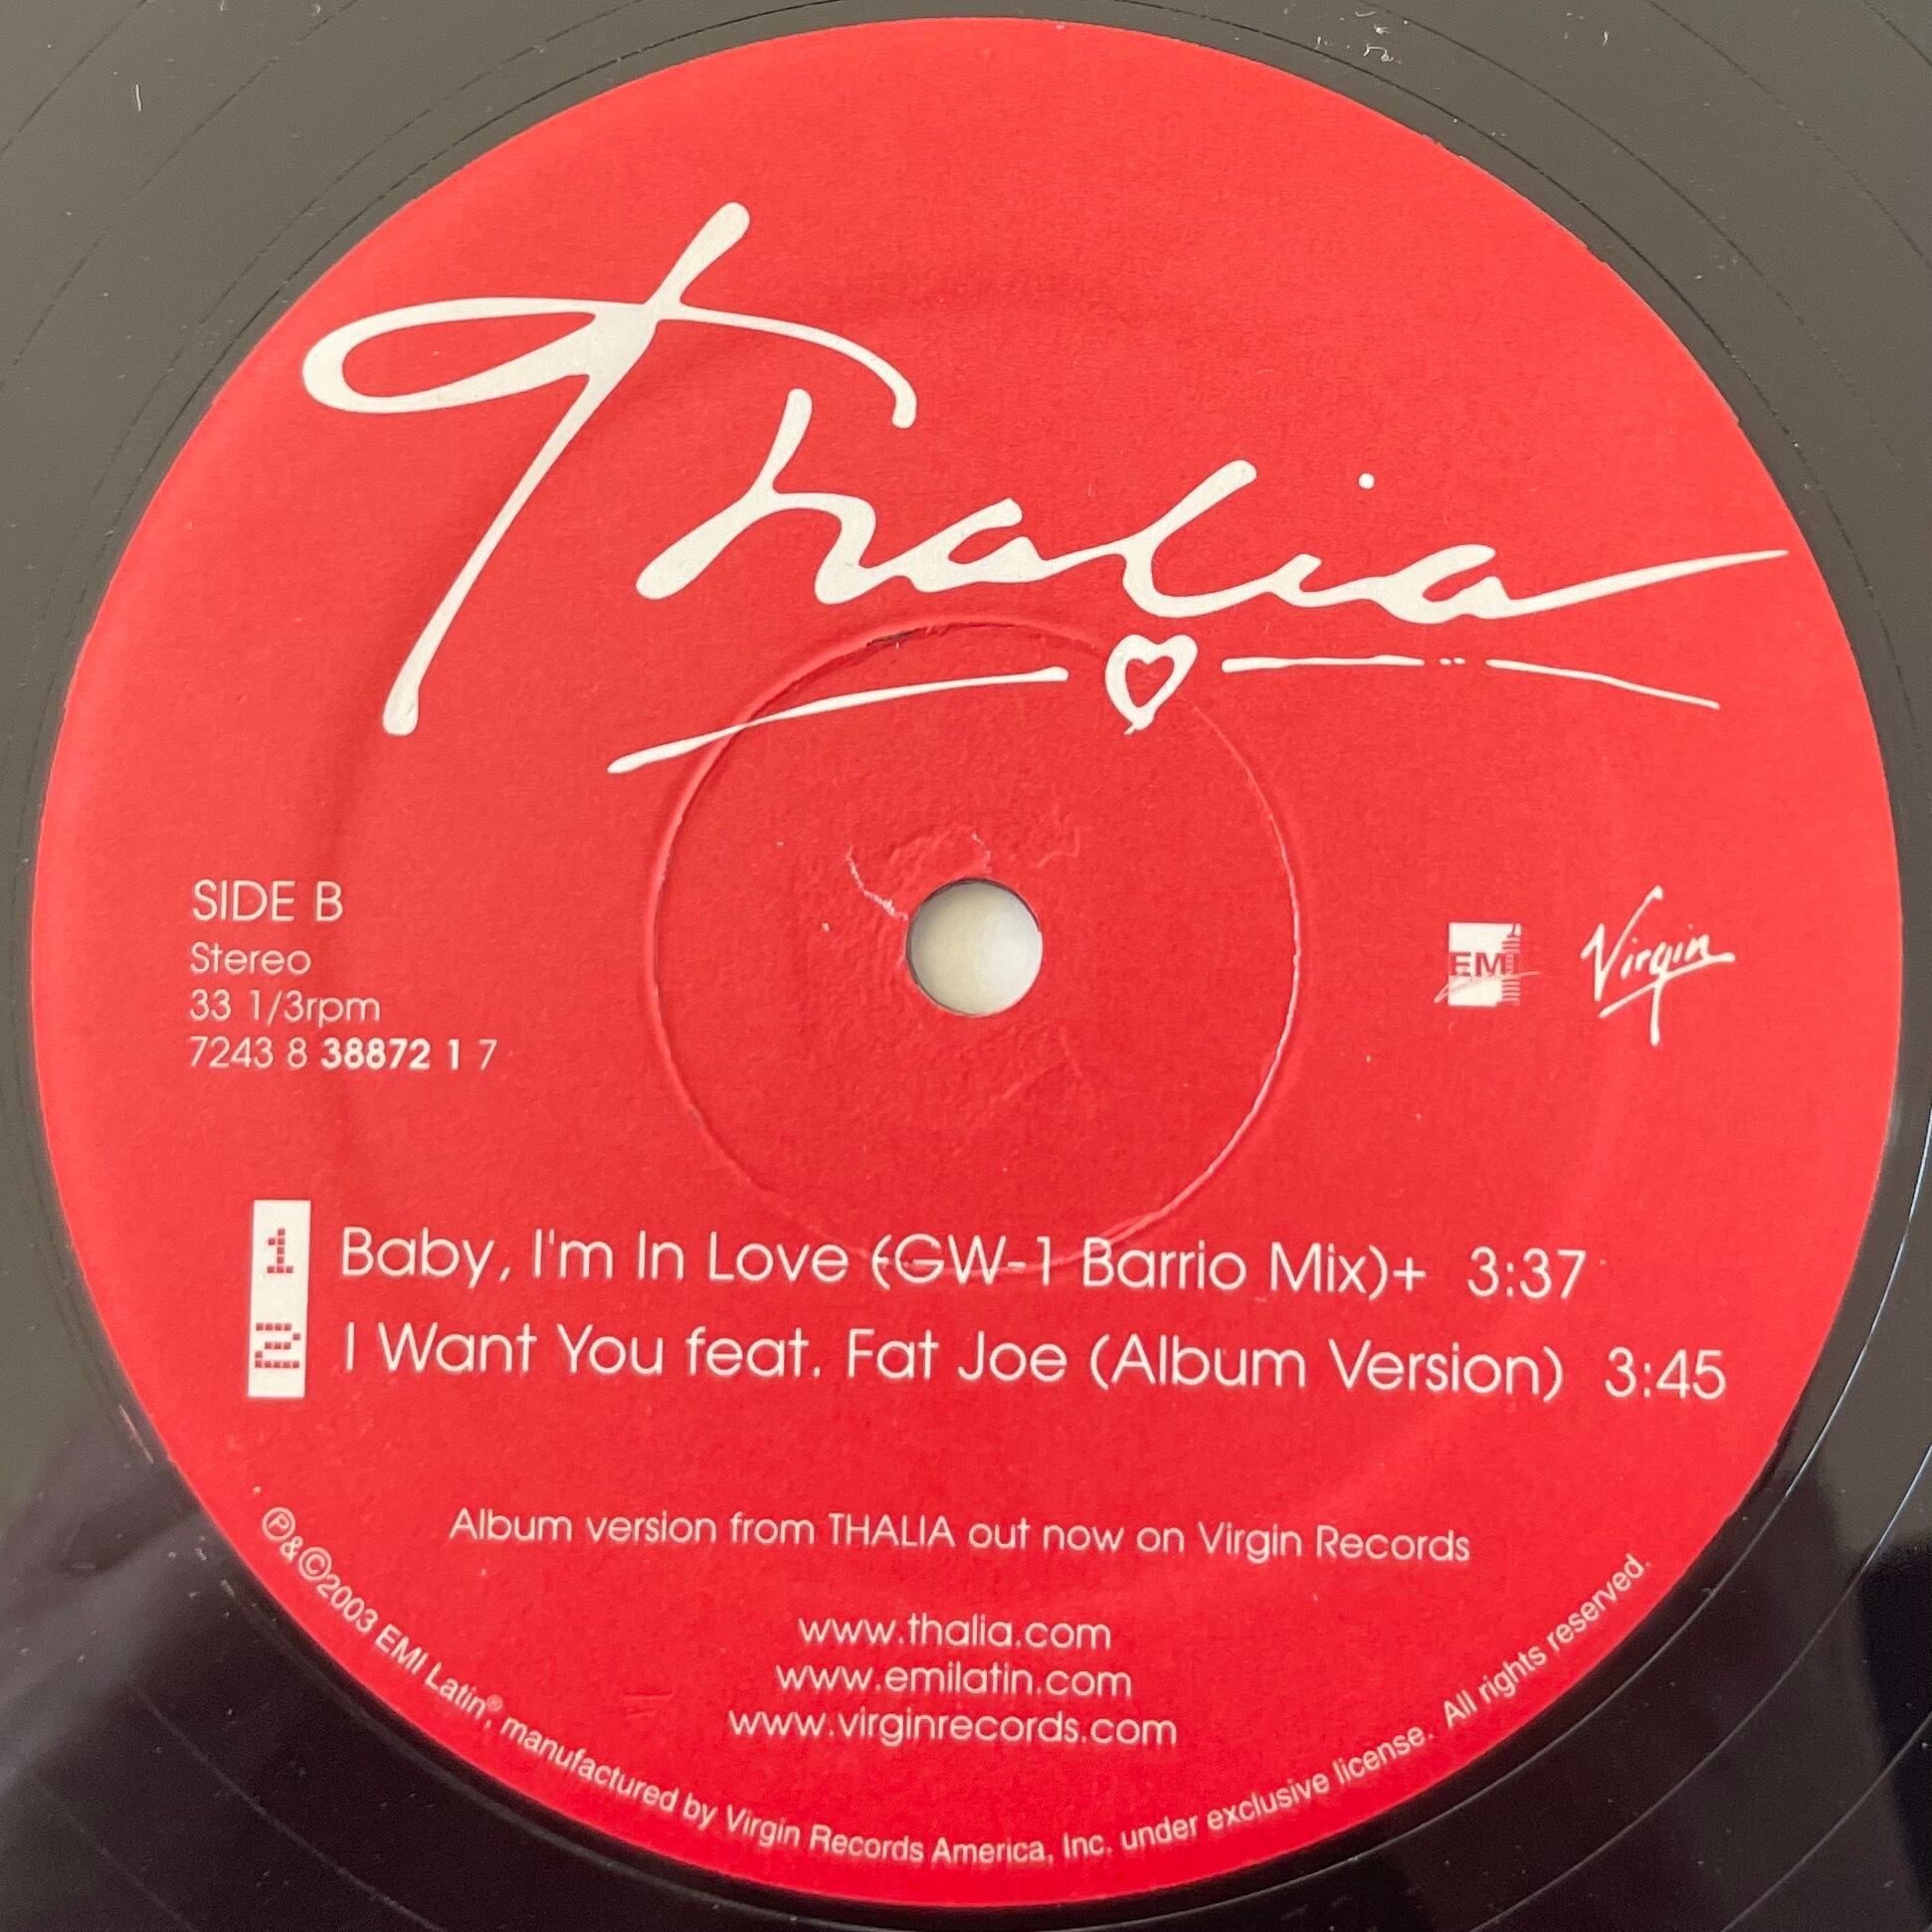 Thalia
SIDE B
Stereo
33 1/3rpm
7243 8 38872 1 7
EMI
Virgin
1 Baby, I'm In Love (GW-1 Barrio Mix)+ 3:37
2 I Want You feat. Fat Joe (Album Version) 3:45
Album version from THALIA out now on Virgin Records
www.thalia.com
www.emilatin.com
www.virginrecords.com
℗&©2003 EMI Latin®, manufactured by Virgin Records America, Inc. under exclusive license. All rights reserved.